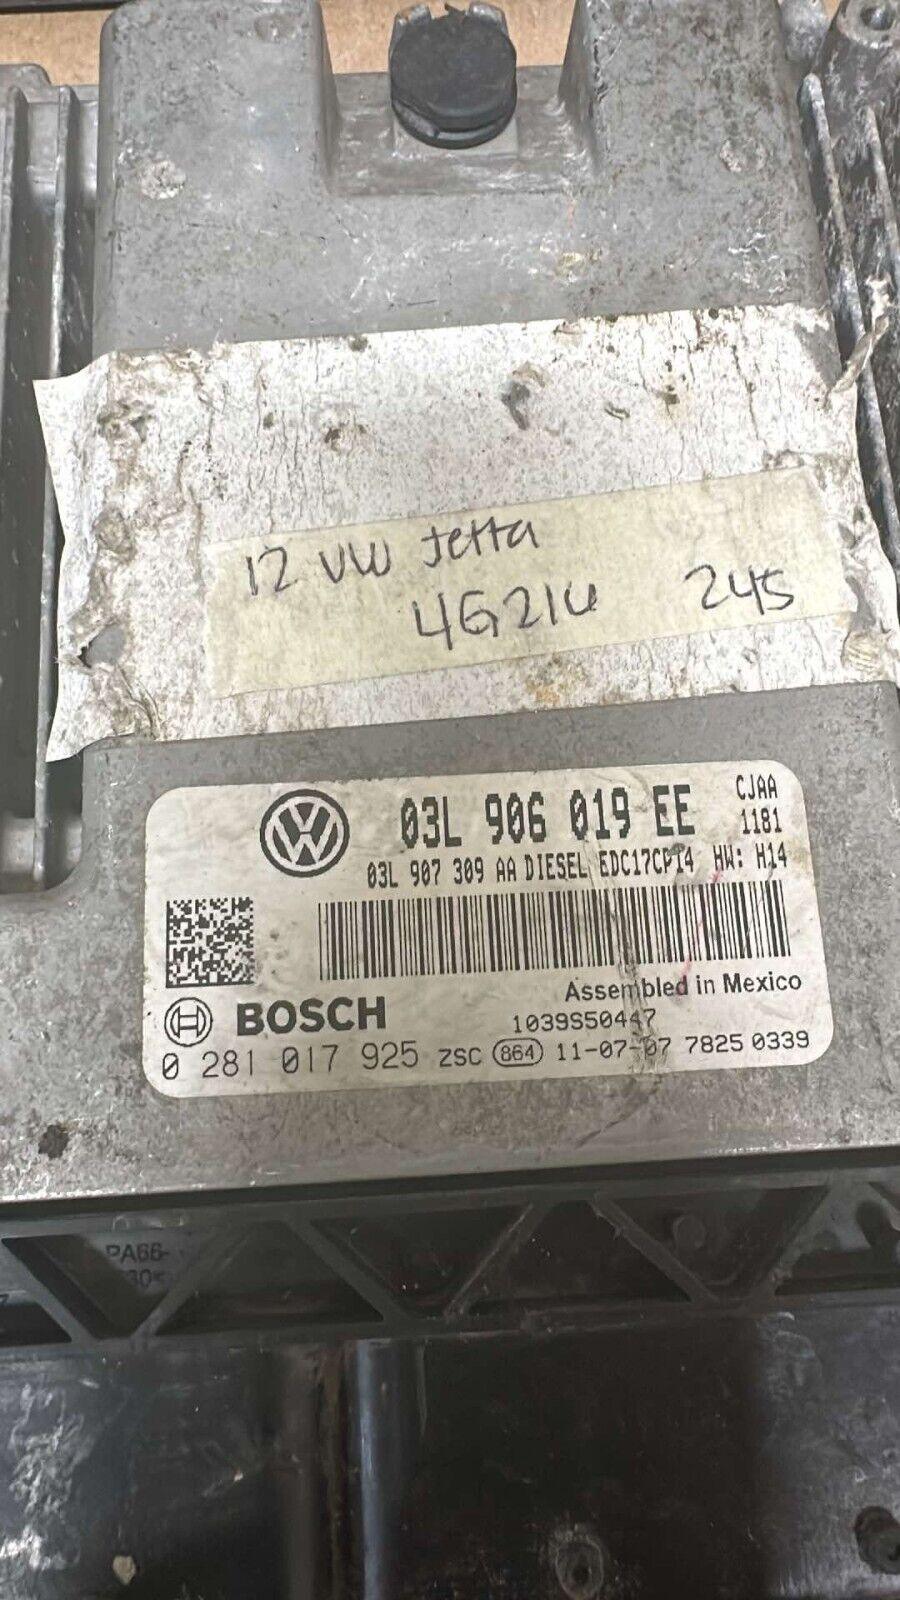 12 VW Jetta
4G214 245
03L 906 019 EE CJAA
1181
03L 907 309 AA DIESEL EDC17CP14 HW: H14
Assembled in Mexico
BOSCH 1039S50447
0 281 017 925 ZSC 864 11-07-07 7825 0339
PA66-